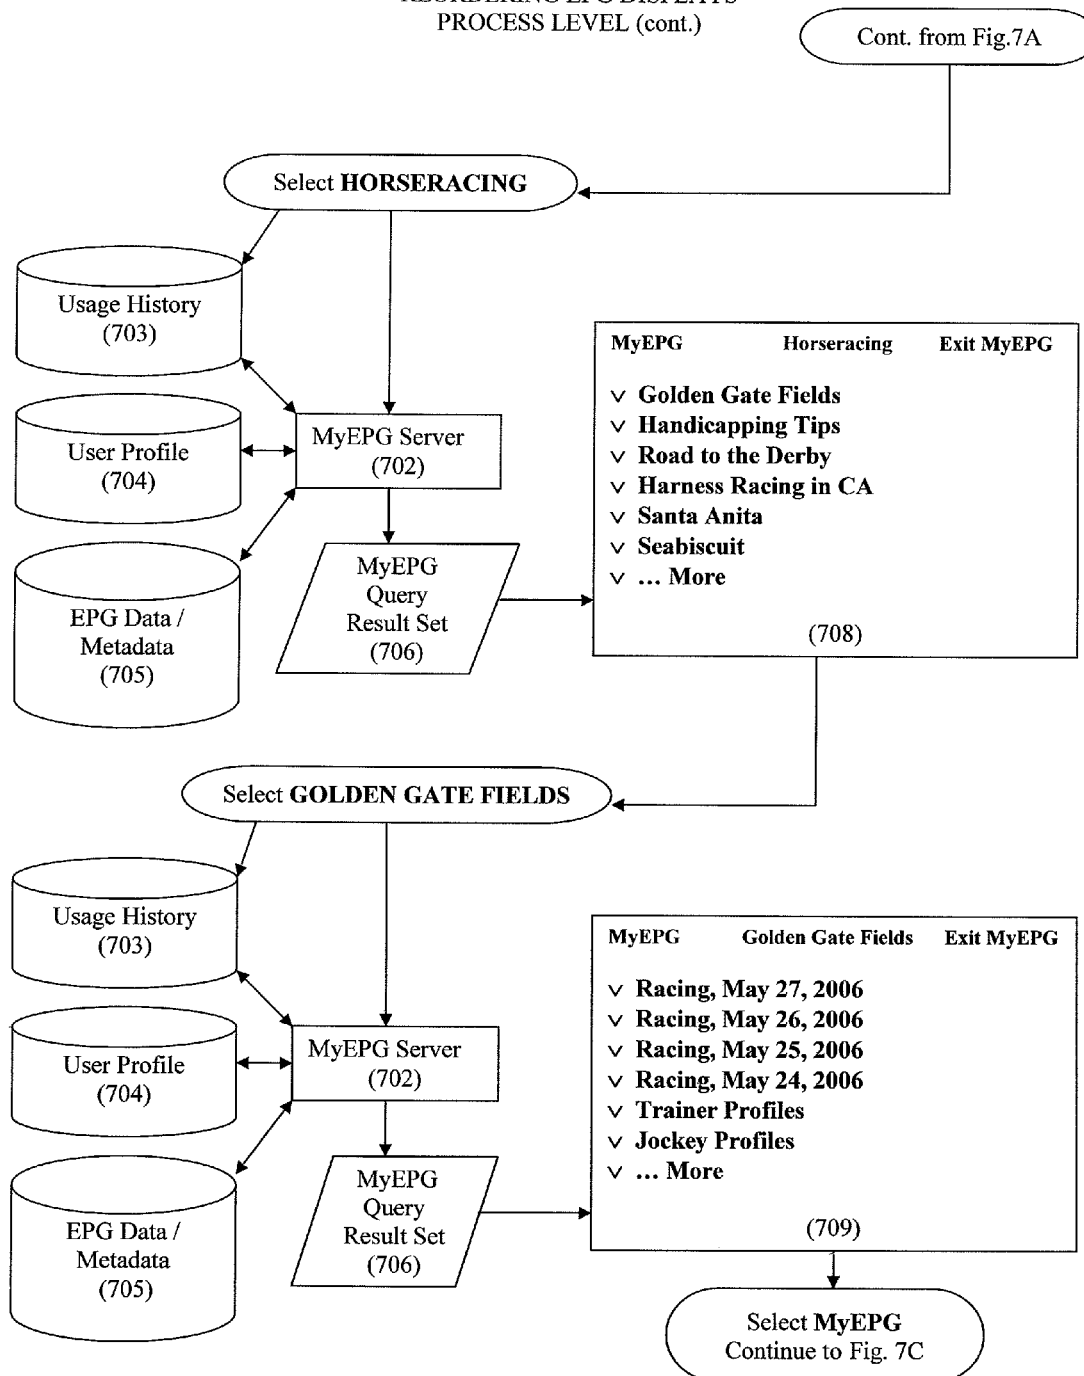 PROCESS LEVEL (cont.)
Cont. from Fig.7A
Select HORSERACING
Usage History
(703)
User Profile
(704)
EPG Data /
Metadata
(705)
MyEPG Server
(702)
MyEPG
Query
Result Set
(706)
MyEPG Horseracing Exit MyEPG
v Golden Gate Fields
v Handicapping Tips
v Road to the Derby
v Harness Racing in CA
v Santa Anita
v Seabiscuit
v ... More
(708)
Select GOLDEN GATE FIELDS
Usage History
(703)
User Profile
(704)
EPG Data /
Metadata
(705)
MyEPG Server
(702)
MyEPG
Query
Result Set
(706)
MyEPG Golden Gate Fields Exit MyEPG
v Racing, May 27, 2006
v Racing, May 26, 2006
v Racing, May 25, 2006
v Racing, May 24, 2006
v Trainer Profiles
v Jockey Profiles
v ... More
(709)
Select MyEPG
Continue to Fig. 7C